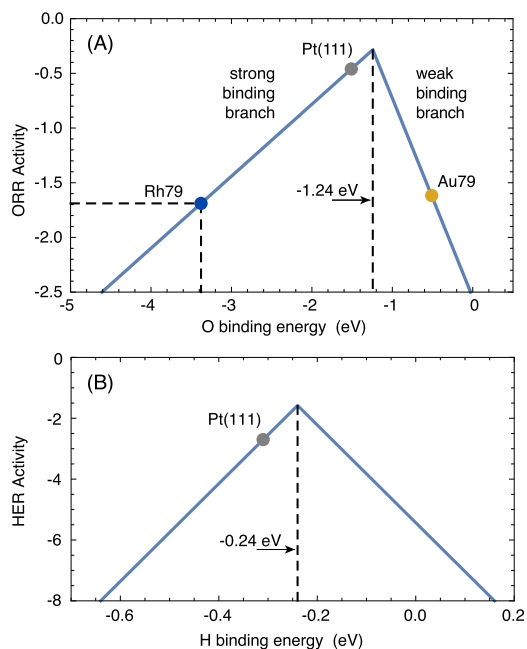 (A)
Pt(111)
strong
binding
branch
weak
binding
branch
Rh79
Au79
-1.24 eV
ORR Activity
0.0
-0.5
-1.0
-1.5
-2.0
-2.5
-5
-4
-3
-2
-1
0
O binding energy (eV)
(B)
Pt(111)
-0.24 eV
HER Activity
0
-2
-4
-6
-8
-0.6
-0.4
-0.2
0.0
0.2
H binding energy (eV)